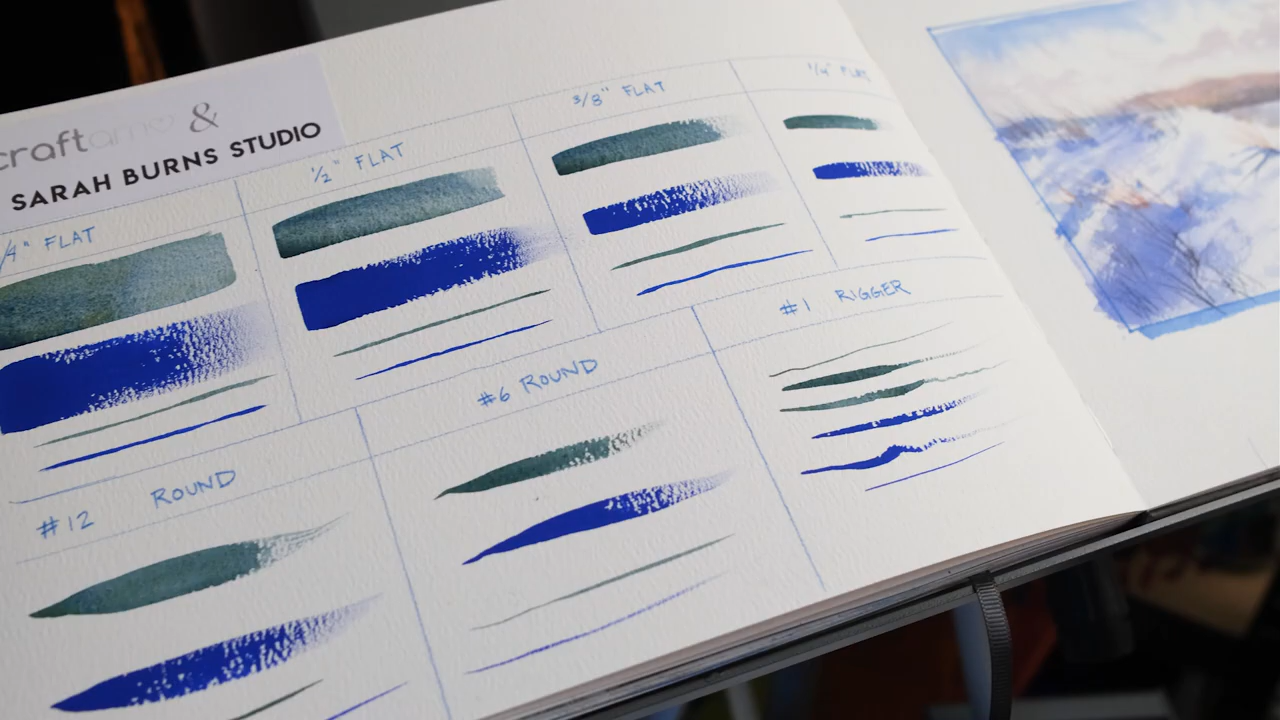 craftamo &
SARAH BURNS STUDIO
/4" FLAT
1/2" FLAT
3/8" FLAT
1/4" FLAT
#12 ROUND
#6 ROUND
#1 RIGGER